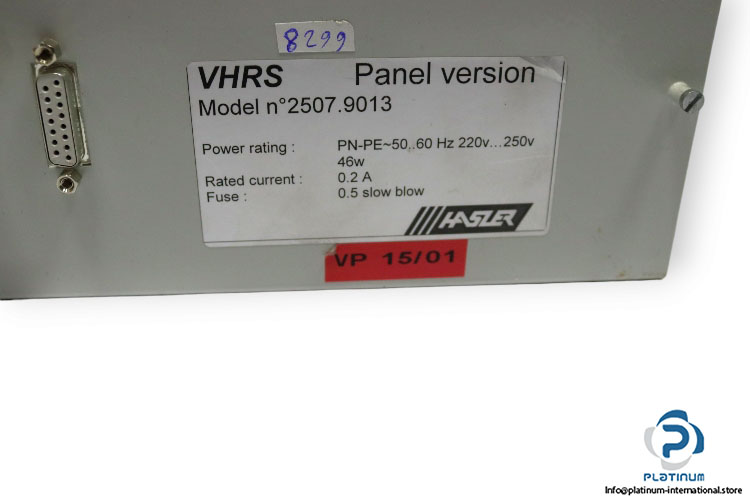 8299
VHRS Panel version
Model n°2507.9013
Power rating : PN-PE~50,.60 Hz 220v...250v
46w
Rated current : 0.2 A
Fuse : 0.5 slow blow
HASLER
VP 15/01
PLATINUM
Info@platinum-international.store